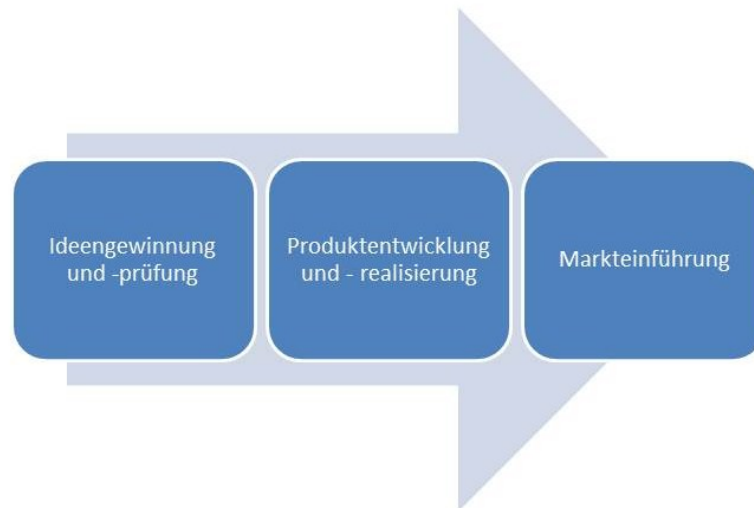 Ideengewinnung
und -prüfung
Produktentwicklung
und - realisierung
Markteinführung